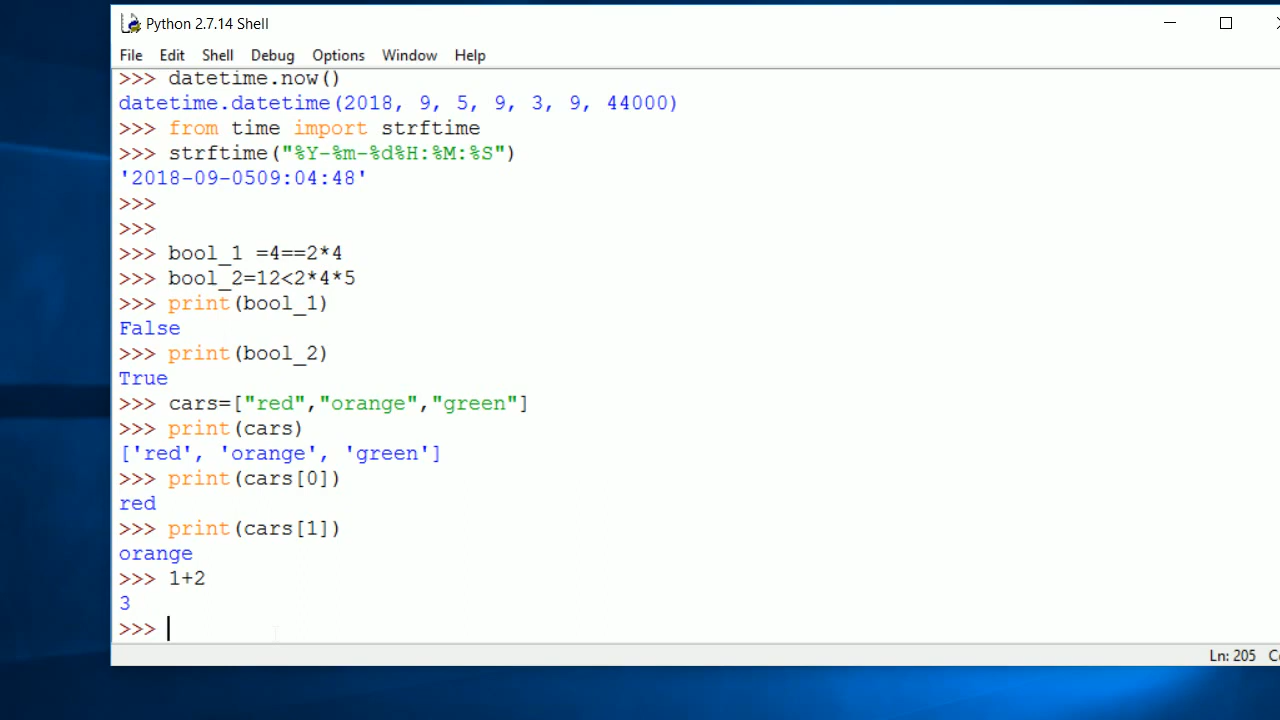 Python 2.7.14 Shell
File Edit Shell Debug Options Window Help
>>> datetime.now()
datetime.datetime(2018, 9, 5, 9, 3, 9, 44000)
>>> from time import strftime
>>> strftime("%Y-%m-%d%H:%M:%S")
'2018-09-0509:04:48'
>>>
>>>
>>> bool_1 =4==2*4
>>> bool_2=12<2*4*5
>>> print(bool_1)
False
>>> print(bool_2)
True
>>> cars=["red","orange","green"]
>>> print(cars)
['red', 'orange', 'green']
>>> print(cars[0])
red
>>> print(cars[1])
orange
>>> 1+2
3
>>>
Ln: 205